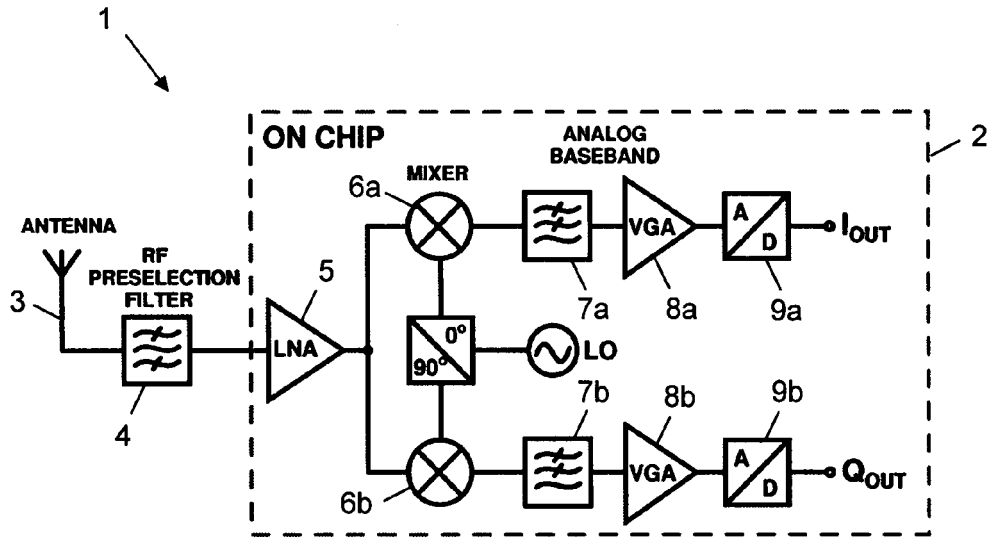 1
ON CHIP
ANALOG
BASEBAND
2
MIXER
6a
ANTENNA
RF
PRESELECTION
FILTER
3
4
5
LNA
VGA
A
D
I_OUT
7a
8a
9a
0°
90°
LO
7b
8b
9b
6b
VGA
A
D
Q_OUT